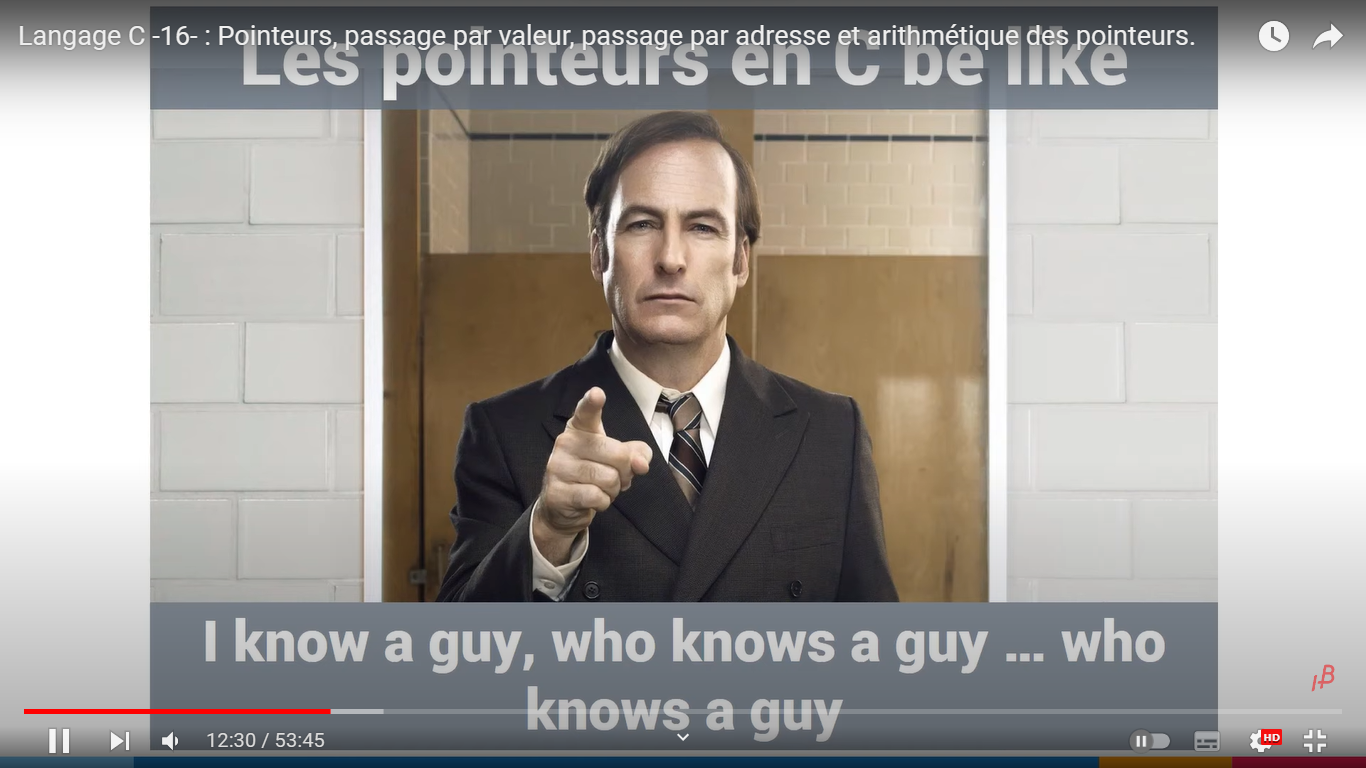 Langage C -16- : Pointeurs, passage par valeur, passage par adresse et arithmétique des pointeurs.
Les pointeurs en C be like
I know a guy, who knows a guy ... who
knows a guy
12:30 / 53:45
HD